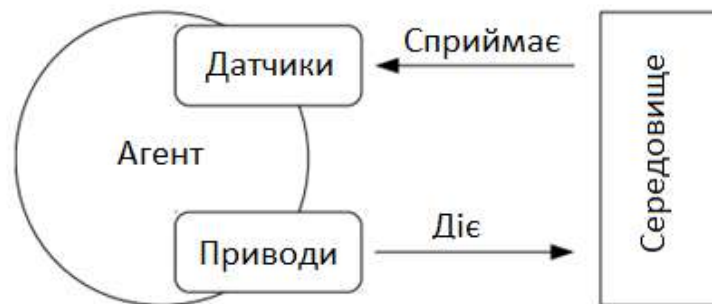 Датчики
Сприймає
Агент
Середовище
Приводи
Діє